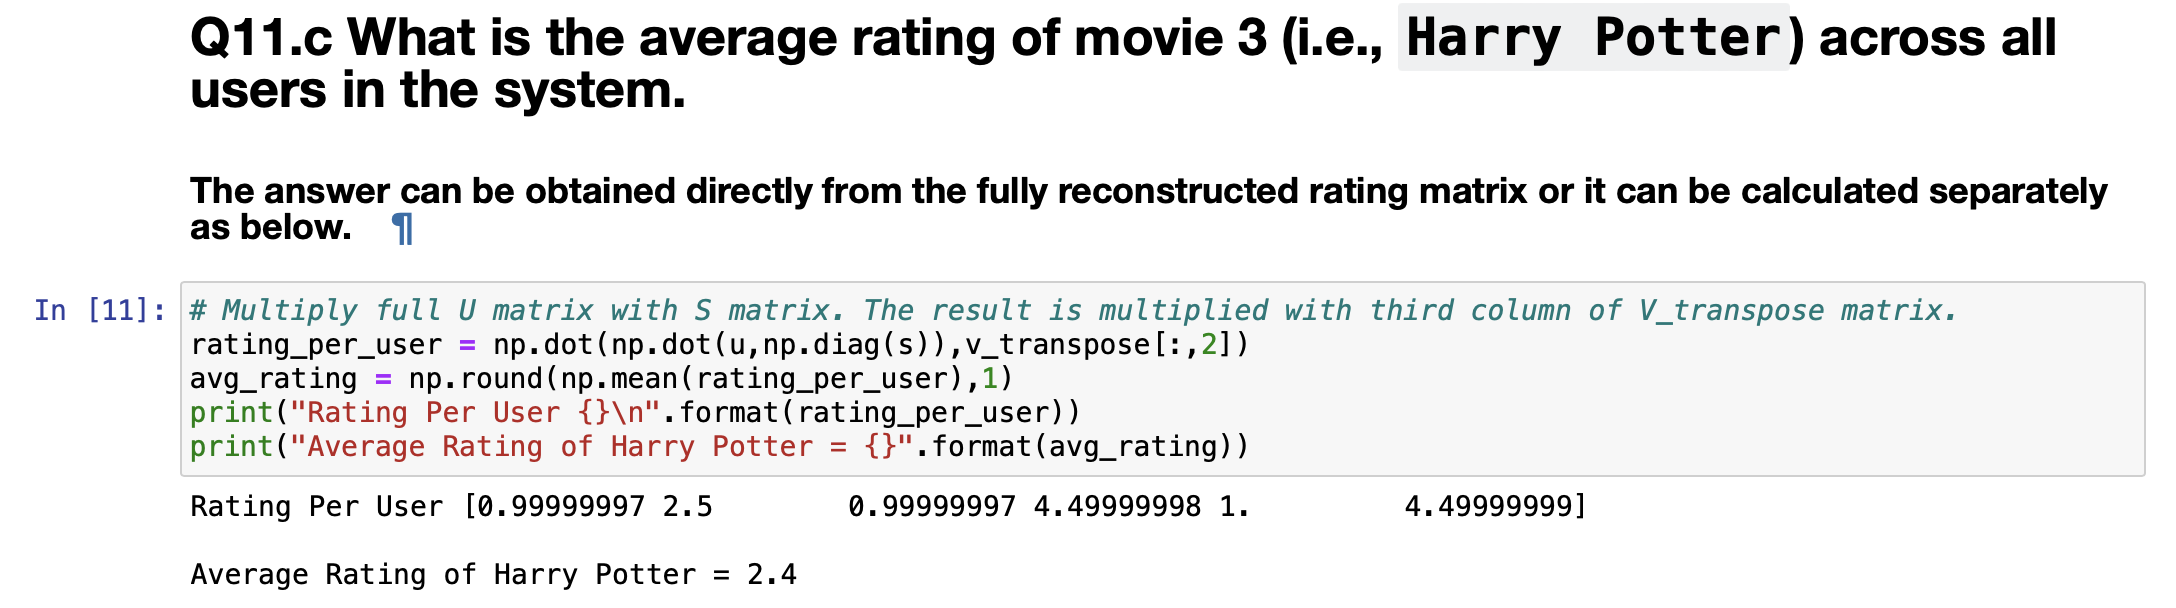 Q11.c What is the average rating of movie 3 (i.e., Harry Potter) across all
users in the system.
The answer can be obtained directly from the fully reconstructed rating matrix or it can be calculated separately
as below. ¶
In [11]: # Multiply full U matrix with S matrix. The result is multiplied with third column of V_transpose matrix.
rating_per_user = np.dot(np.dot(u,np.diag(s)),v_transpose[:,2])
avg_rating = np.round(np.mean(rating_per_user),1)
print("Rating Per User {}\n".format(rating_per_user))
print("Average Rating of Harry Potter = {}".format(avg_rating))
Rating Per User [0.99999997 2.5        0.99999997 4.49999998 1.         4.49999999]
Average Rating of Harry Potter = 2.4